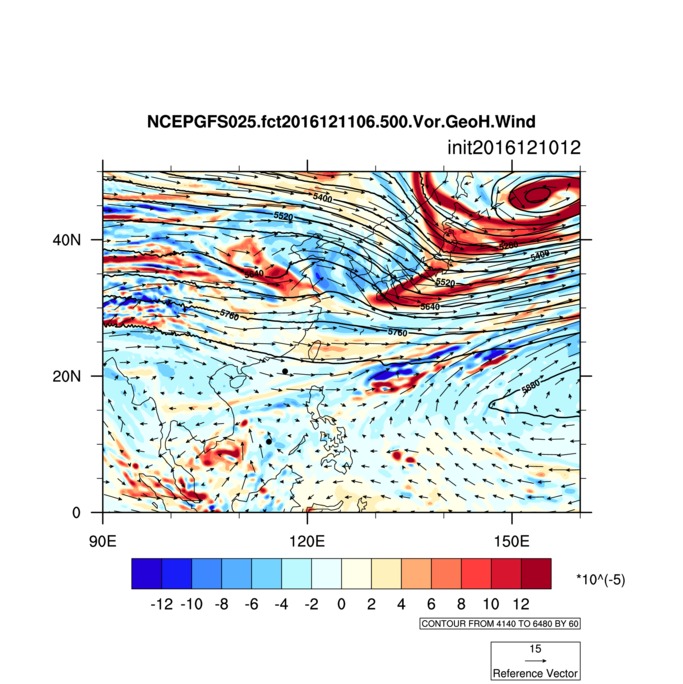 NCEPGFS025.fct2016121106.500.Vor.GeoH.Wind
init2016121012
5400
5520
40N
5280
5400
5640
5520
5640
5760
5760
20N
5880
0
90E 120E 150E
-12 -10 -8 -6 -4 -2 0 2 4 6 8 10 12 *10^(-5)
CONTOUR FROM 4140 TO 6480 BY 60
15
Reference Vector